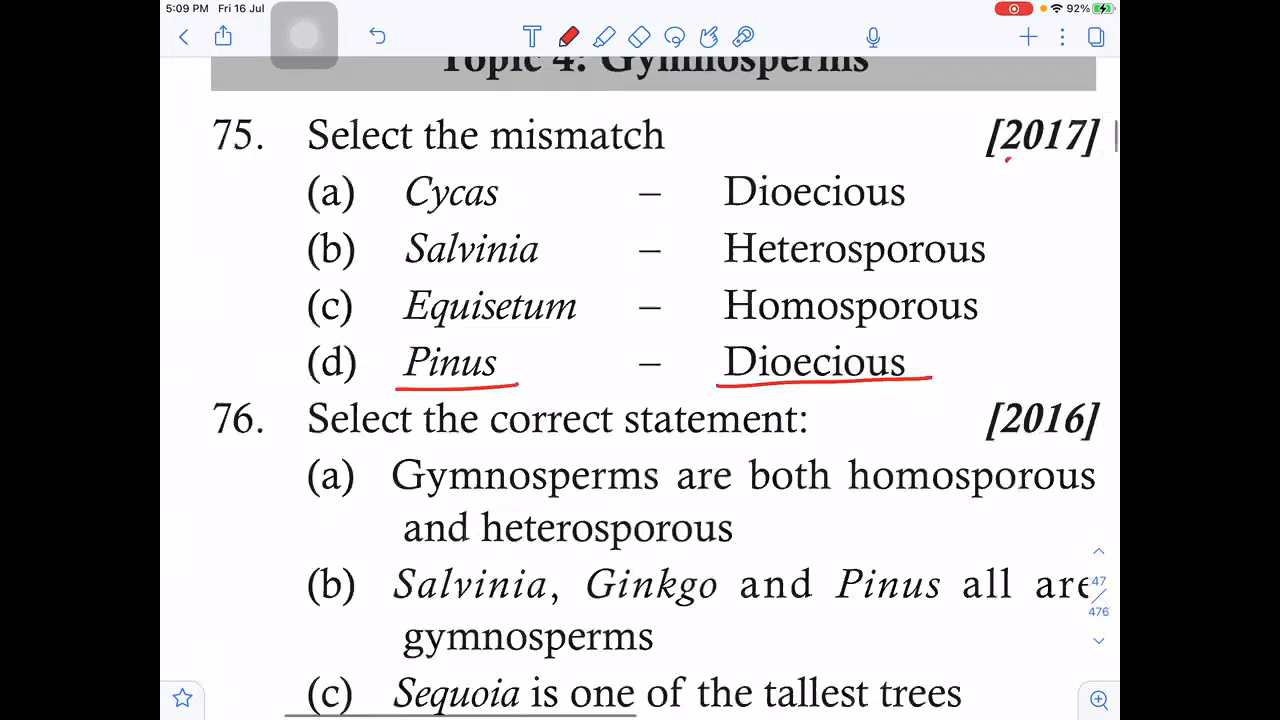 5:09 PM Fri 16 Jul
92%
Topic 4: Gymnosperms
75. Select the mismatch [2017]
(a) Cycas – Dioecious
(b) Salvinia – Heterosporous
(c) Equisetum – Homosporous
(d) Pinus – Dioecious
76. Select the correct statement: [2016]
(a) Gymnosperms are both homosporous
and heterosporous
(b) Salvinia, Ginkgo and Pinus all are
gymnosperms
(c) Sequoia is one of the tallest trees
47
476